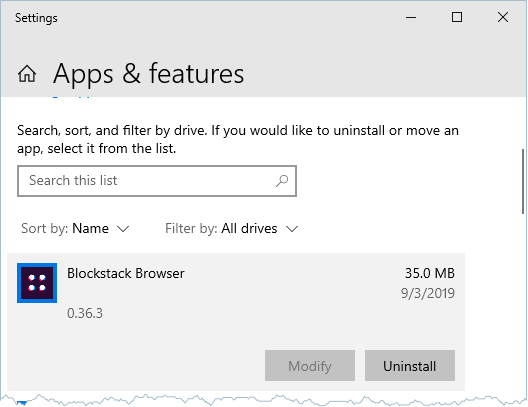 Settings
Apps & features
Search, sort, and filter by drive. If you would like to uninstall or move an
app, select it from the list.
Search this list
Sort by: Name Filter by: All drives
Blockstack Browser 35.0 MB
9/3/2019
0.36.3
Modify Uninstall